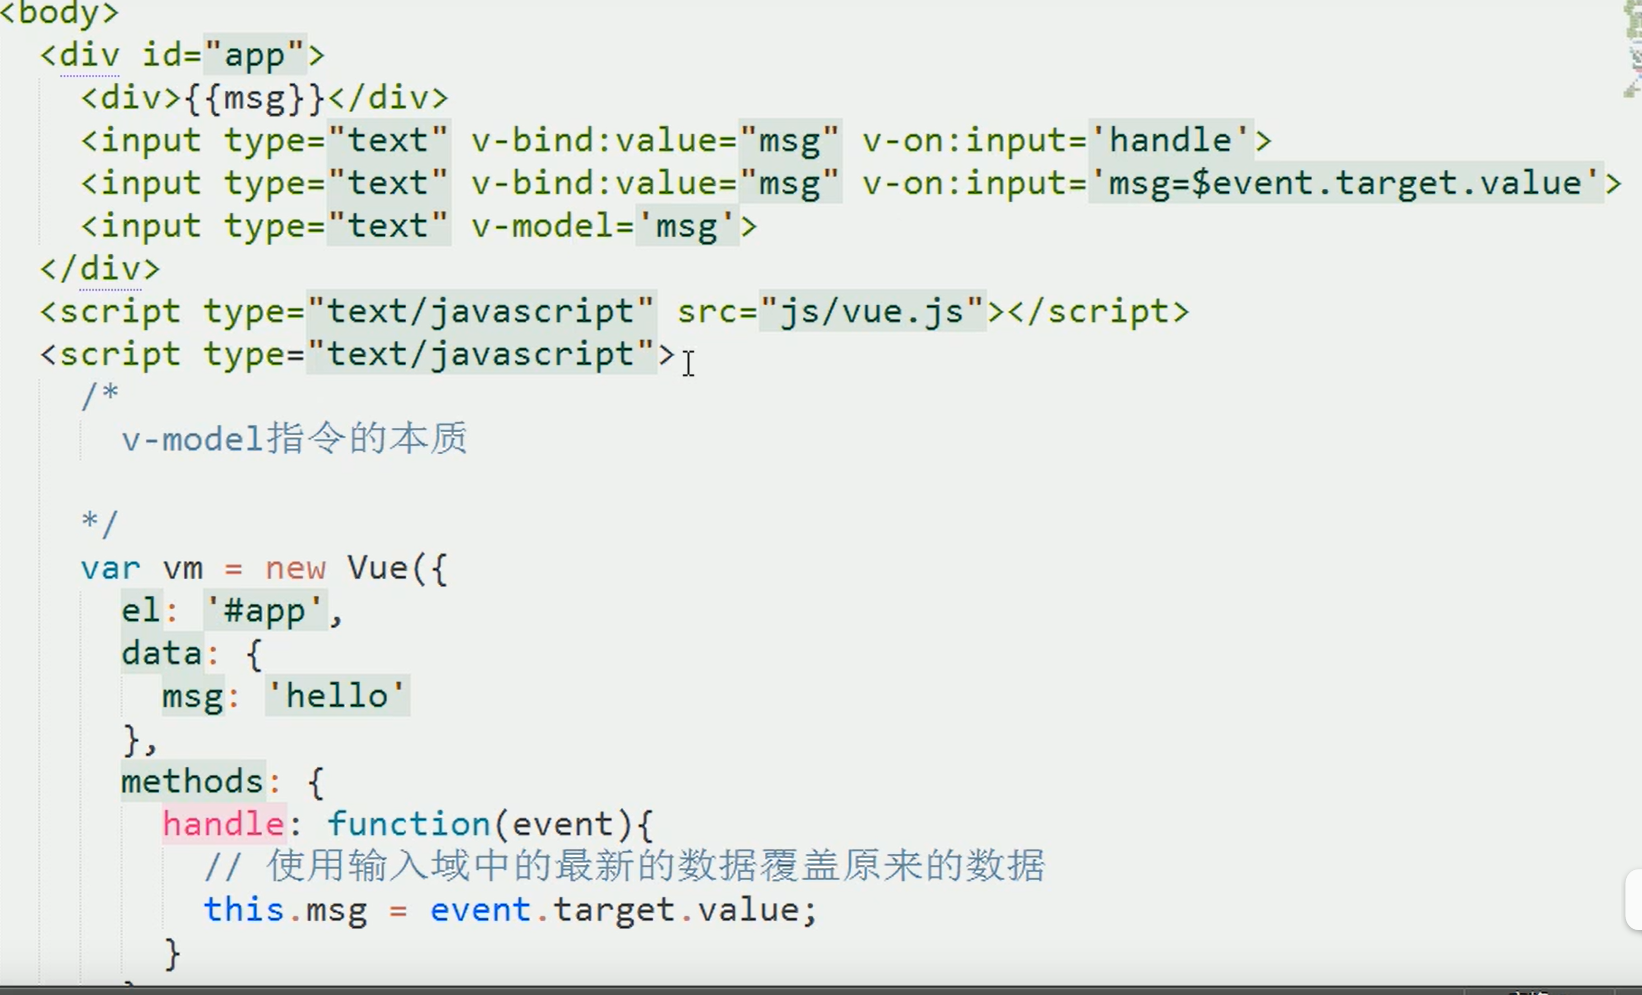 <body>
<div id="app">
<div>{{msg}}</div>
<input type="text" v-bind:value="msg" v-on:input='handle'>
<input type="text" v-bind:value="msg" v-on:input='msg=$event.target.value'>
<input type="text" v-model='msg'>
</div>
<script type="text/javascript" src="js/vue.js"></script>
<script type="text/javascript">
/*
v-model指令的本质
*/
var vm = new Vue({
el: '#app',
data: {
msg: 'hello'
},
methods: {
handle: function(event){
// 使用输入域中的最新的数据覆盖原来的数据
this.msg = event.target.value;
}